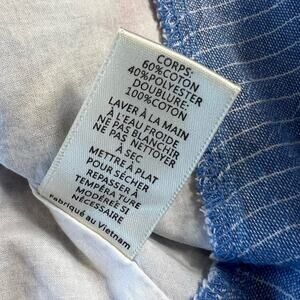 CORPS:
60%COTON
40%POLYESTER
DOUBLURE:
100%COTON
LAVER À LA MAIN
À L'EAU FROIDE
NE PAS BLANCHIR
NE PAS NETTOYER
À SEC
METTRE À PLAT
POUR SÉCHER
REPASSER À
TEMPÉRATURE
MODÉRÉE SI
NÉCESSAIRE
Fabriqué au Vietnam